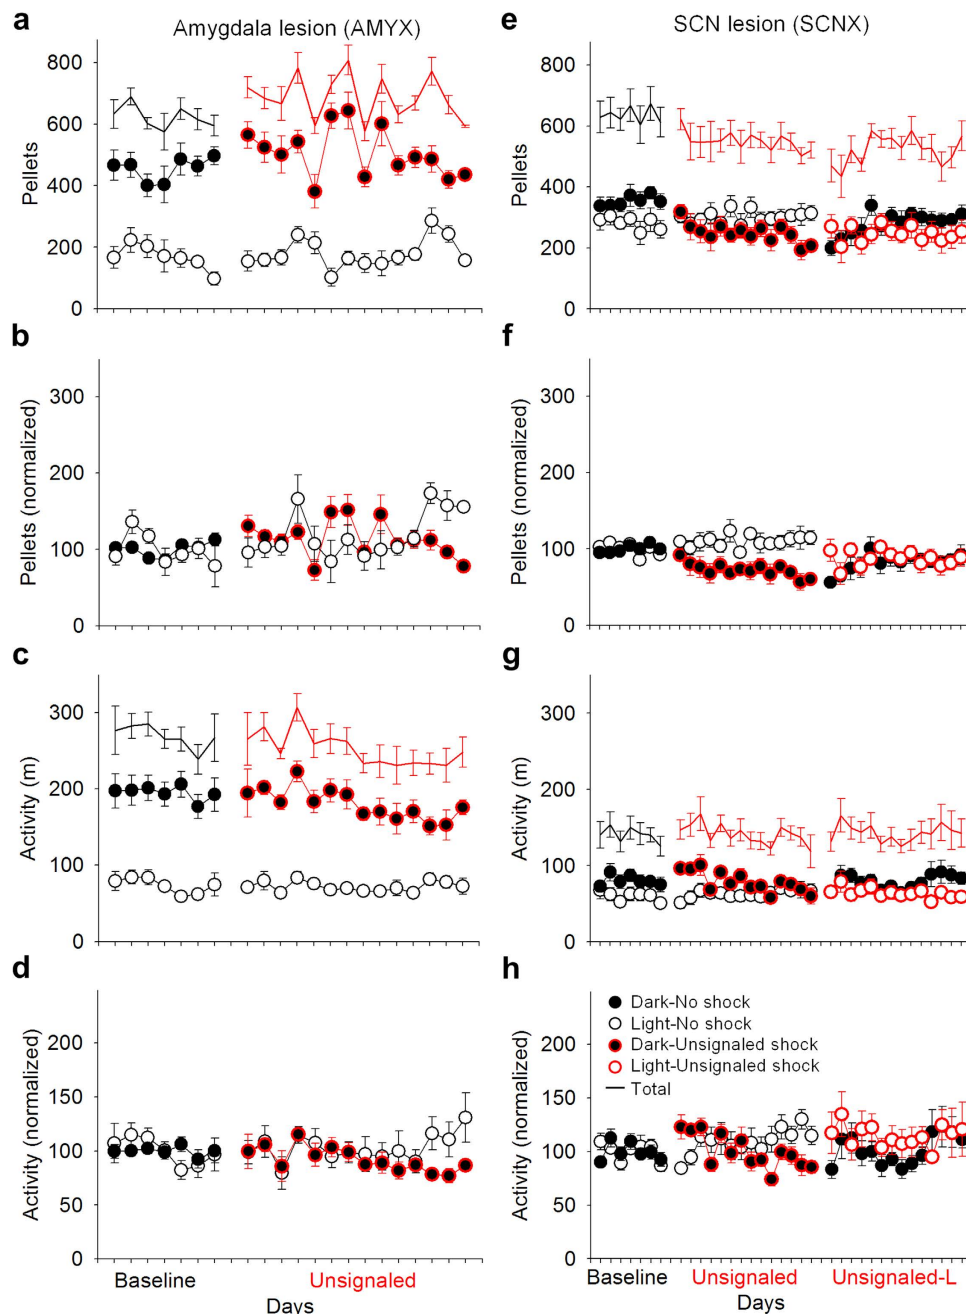 a
Amygdala lesion (AMYX)
800
600
400
200
0
Pellets
b
300
200
100
0
Pellets (normalized)
c
300
200
100
0
Activity (m)
d
200
150
100
50
0
Activity (normalized)
Baseline
Unsignaled
Days
e
SCN lesion (SCNX)
800
600
400
200
0
Pellets
f
300
200
100
0
Pellets (normalized)
g
300
200
100
0
Activity (m)
h
Dark-No shock
Light-No shock
Dark-Unsignaled shock
Light-Unsignaled shock
Total
200
150
100
50
0
Activity (normalized)
Baseline
Unsignaled
Unsignaled-L
Days